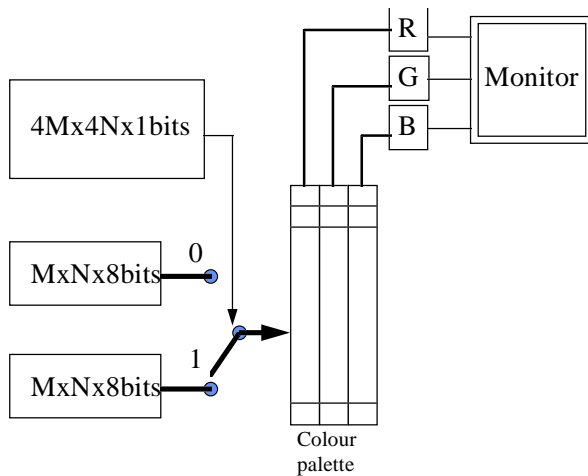 R
G
Monitor
B
4Mx4Nx1bits
0
MxNx8bits
1
MxNx8bits
Colour
palette